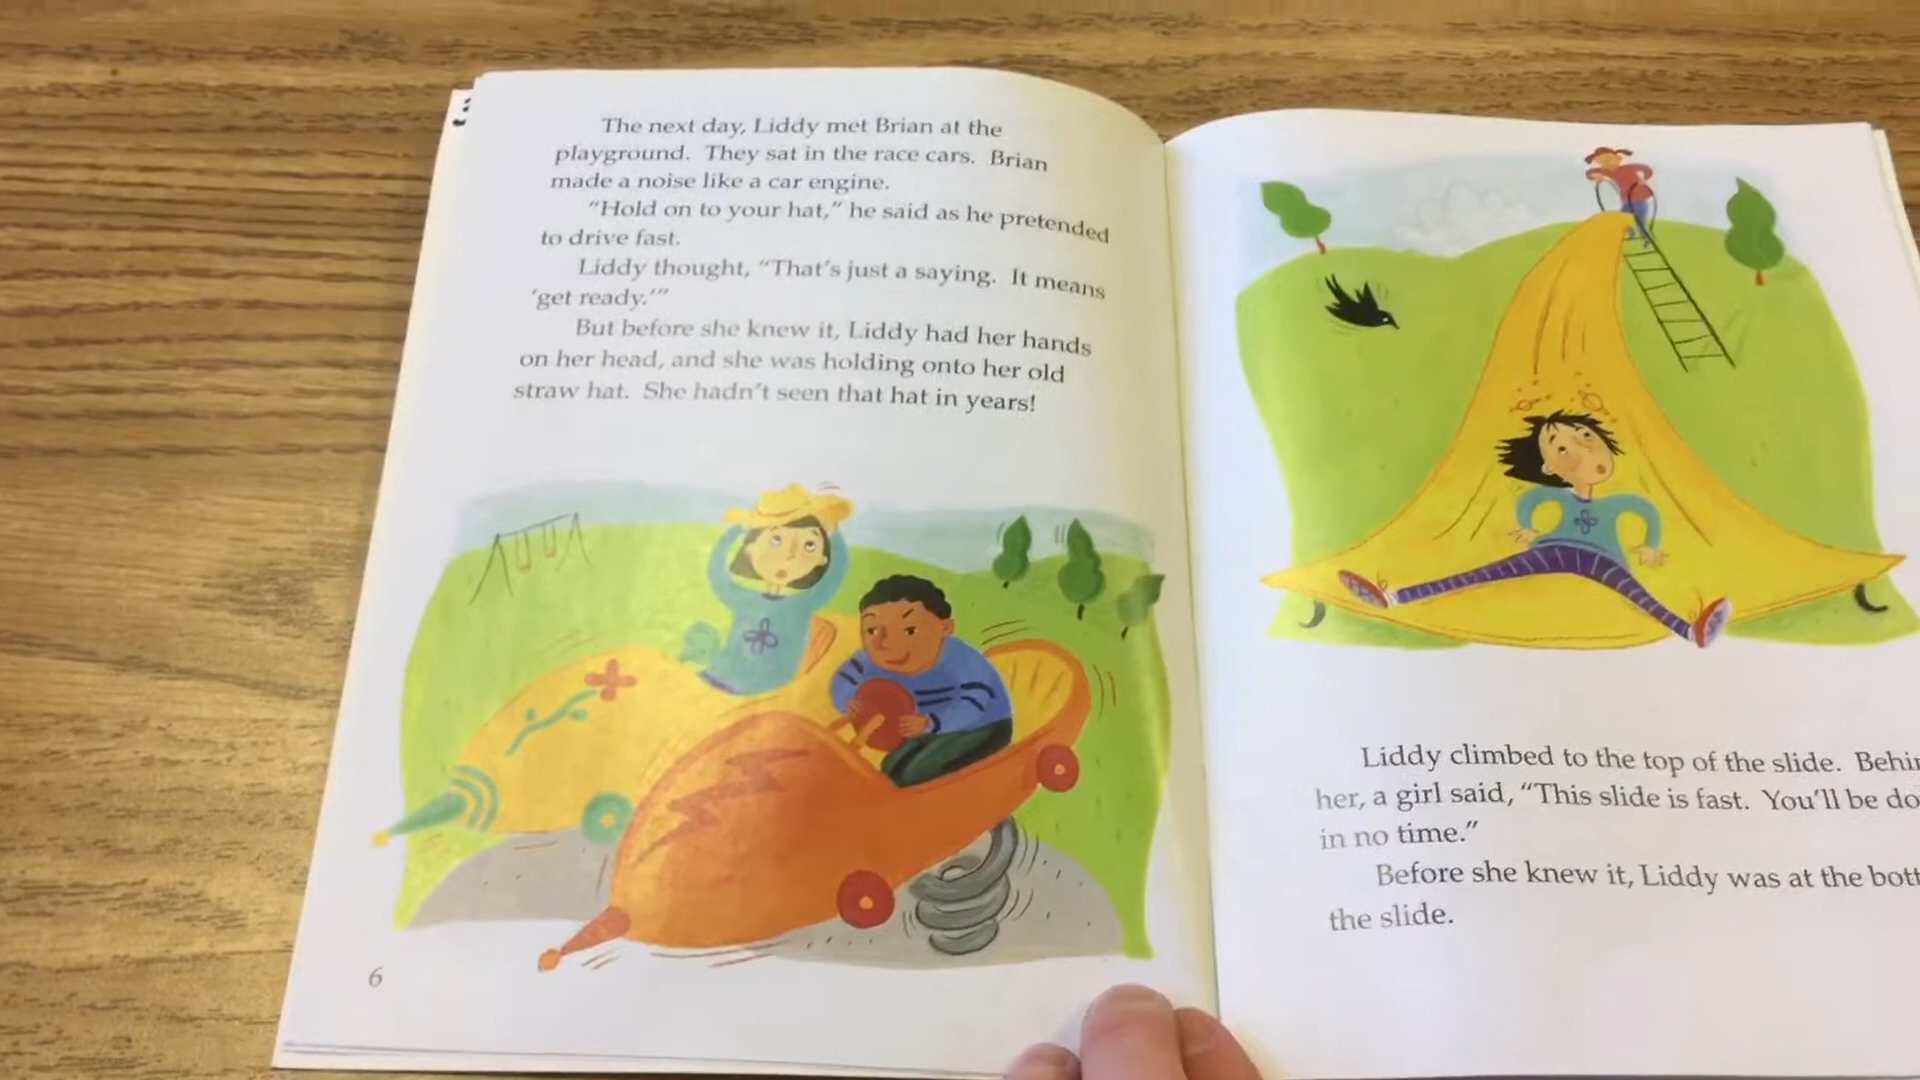 The next day, Liddy met Brian at the
playground. They sat in the race cars. Brian
made a noise like a car engine.
"Hold on to your hat," he said as he pretended
to drive fast.
Liddy thought, "That's just a saying. It means
'get ready.'"
But before she knew it, Liddy had her hands
on her head, and she was holding onto her old
straw hat. She hadn't seen that hat in years!
6
Liddy climbed to the top of the slide.
her, a girl said, "This slide is fast. You'll be
in no time."
Before she knew it, Liddy was at the
the slide.